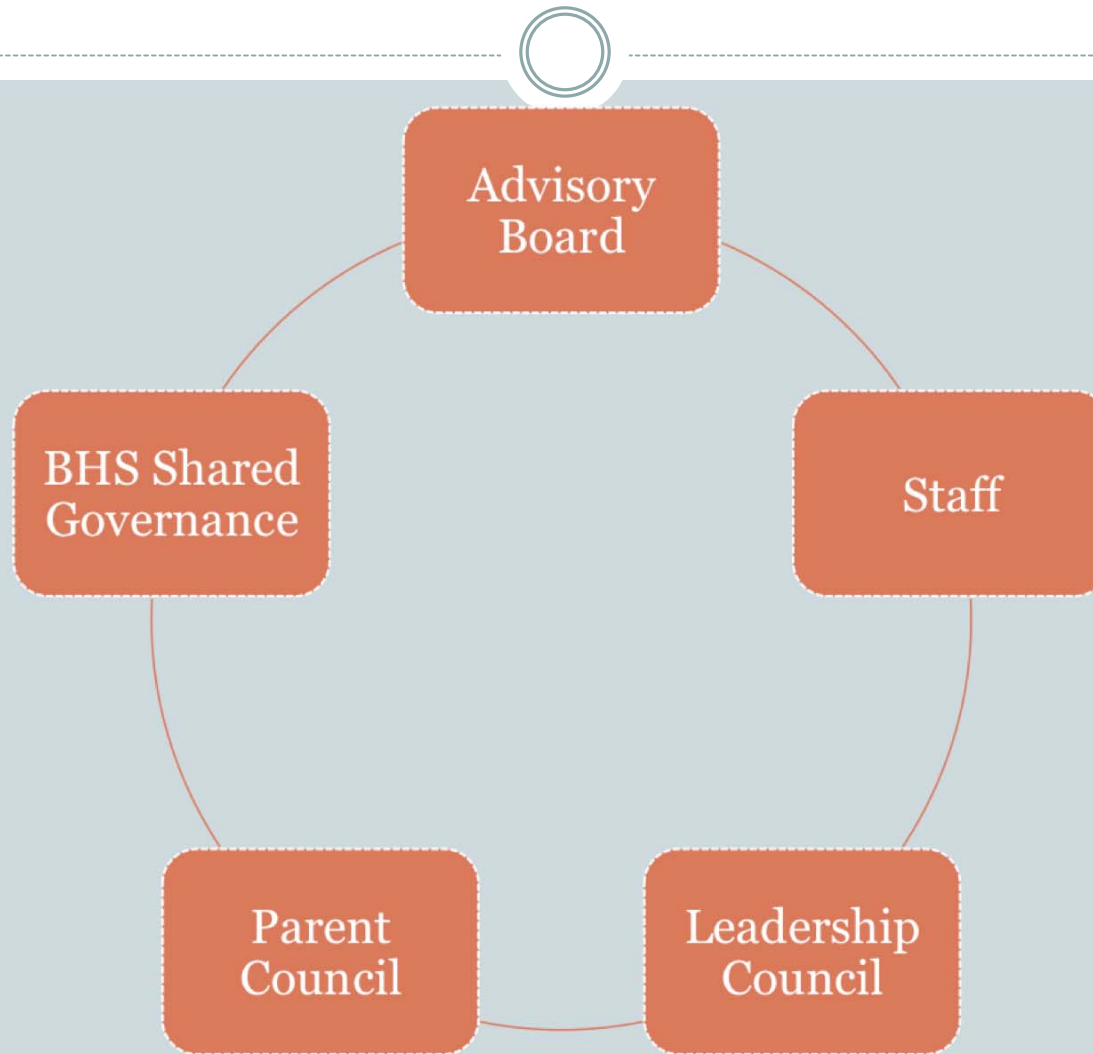 Advisory
Board
BHS Shared
Governance
Staff
Parent
Council
Leadership
Council